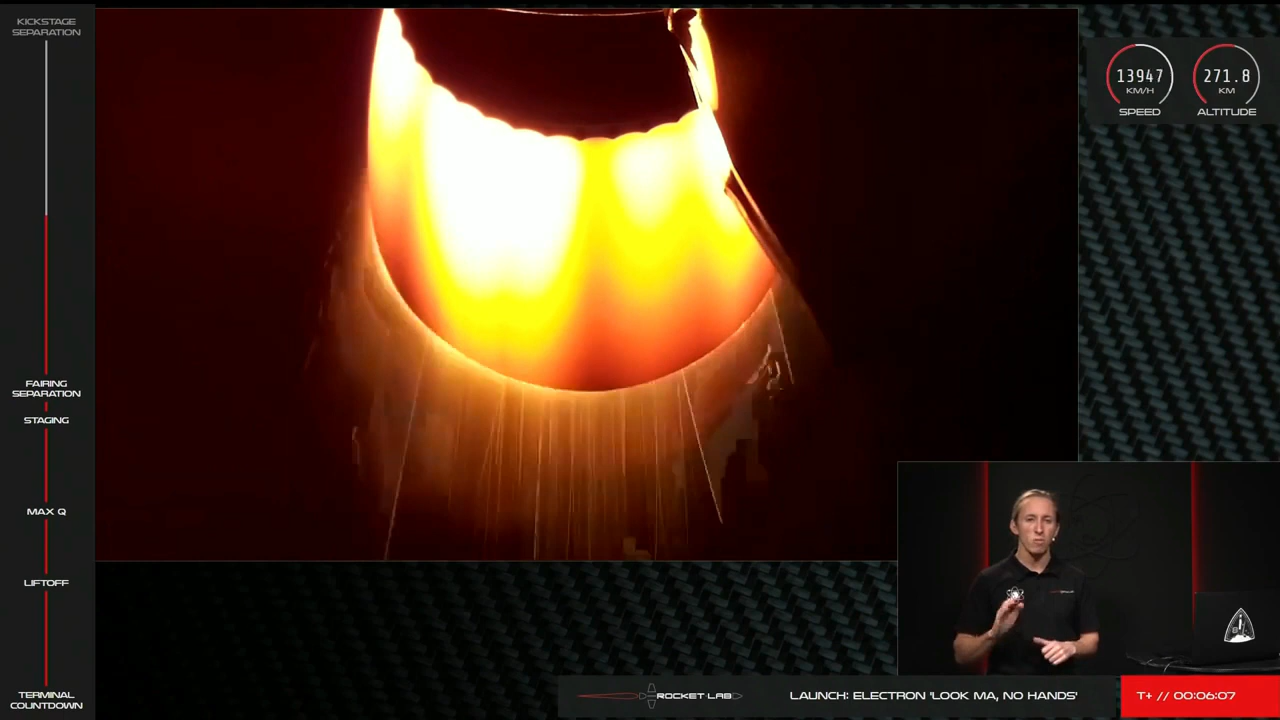 KICKSTAGE
SEPARATION
13947
KM/H
SPEED
271.8
KM
ALTITUDE
FAIRING
SEPARATION
STAGING
MAX Q
LIFTOFF
TERMINAL
COUNTDOWN
ROCKET LAB
LAUNCH: ELECTRON 'LOOK MA, NO HANDS'
T+ // 00:06:07